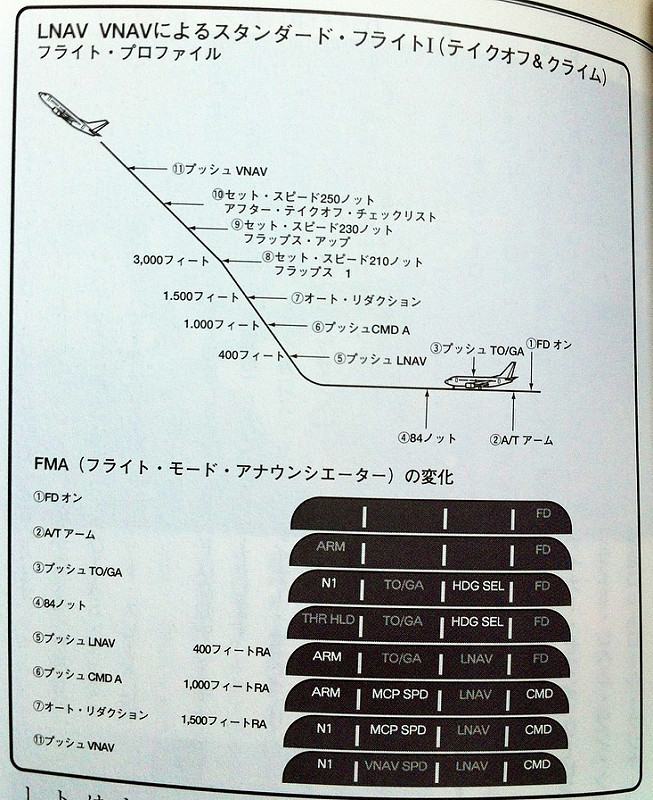 LNAV VNAVによるスタンダード・フライトI(テイクオフ&クライム)
フライト・プロファイル
⑪プッシュ VNAV
⑩セット・スピード250ノット
アフター・テイクオフ・チェックリスト
⑨セット・スピード230ノット
フラップス・アップ
3,000フィート
⑧セット・スピード210ノット
フラップス 1
1.500フィート
⑦オート・リダクション
1.000フィート
⑥プッシュCMD A
400フィート
⑤プッシュ LNAV
③プッシュ TO/GA
①FD オン
④84ノット
②A/T アーム
FMA(フライト・モード・アナウンシエーター)の変化
①FD オン
FD
②A/T アーム
ARM FD
③プッシュ TO/GA
N1 TO/GA HDG SEL FD
④84ノット
THR HLD TO/GA HDG SEL FD
⑤プッシュ LNAV 400フィートRA
ARM TO/GA LNAV FD
⑥プッシュ CMD A 1,000フィートRA
ARM MCP SPD LNAV CMD
⑦オート・リダクション 1,500フィートRA
N1 MCP SPD LNAV CMD
⑪プッシュ VNAV
N1 VNAV SPD LNAV CMD